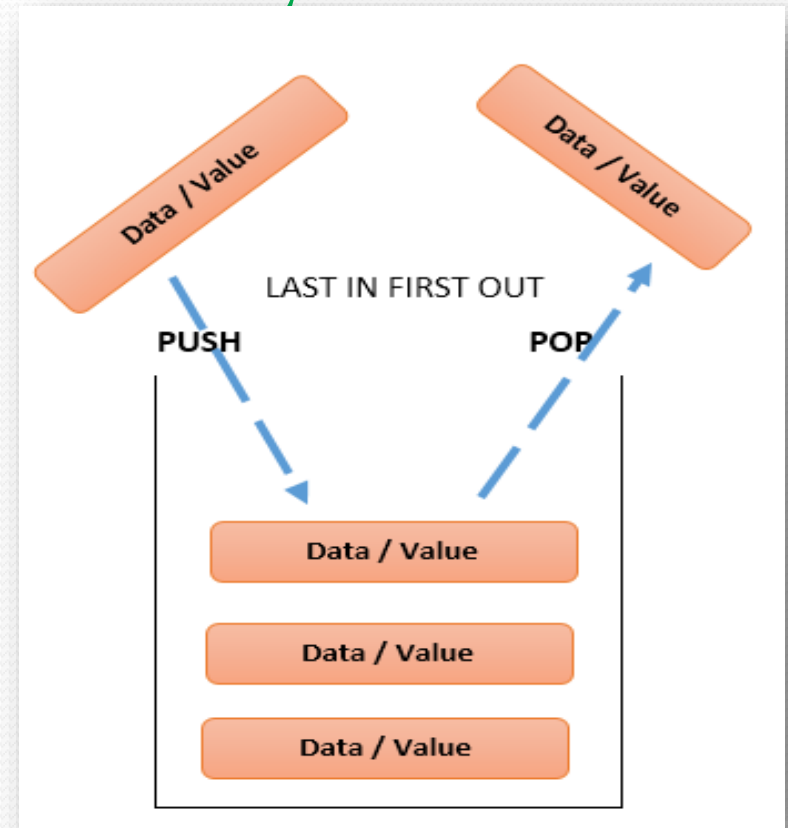 Data / Value
Data / Value
LAST IN FIRST OUT
PUSH
POP
Data / Value
Data / Value
Data / Value